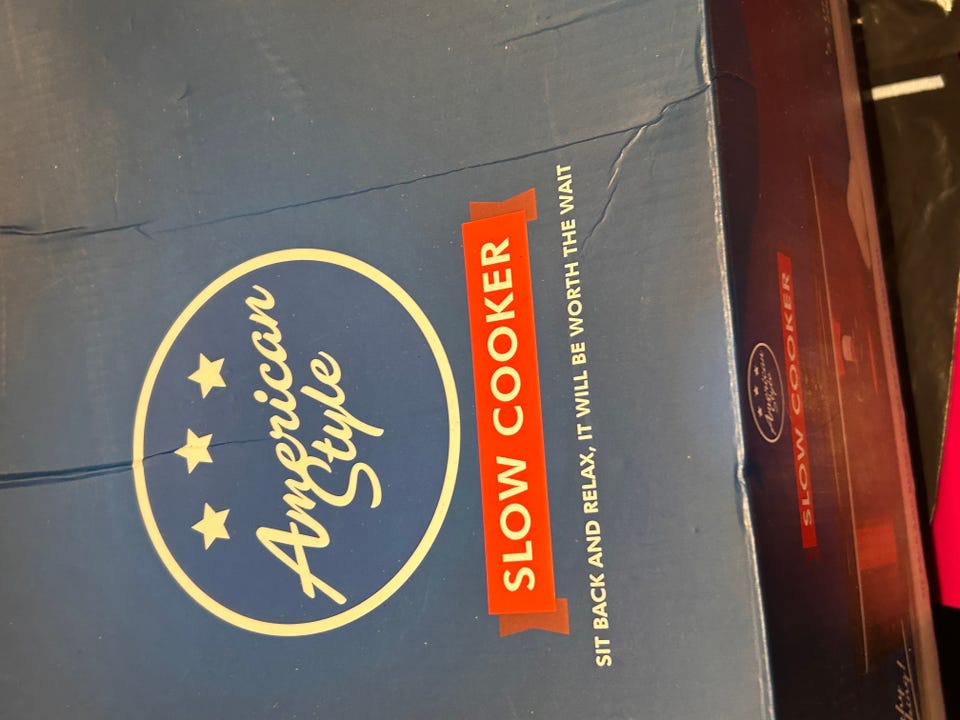 American
Style
SLOW COOKER
SIT BACK AND RELAX, IT WILL BE WORTH THE WAIT
American
Style
SLOW COOKER